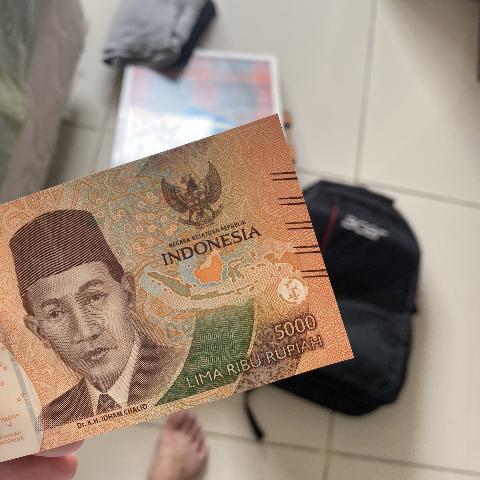 NEGARA KESATUAN REPUBLIK
INDONESIA
5000
LIMA RIBU RUPIAH
Dr. K.H. IDHAM CHALID
acer